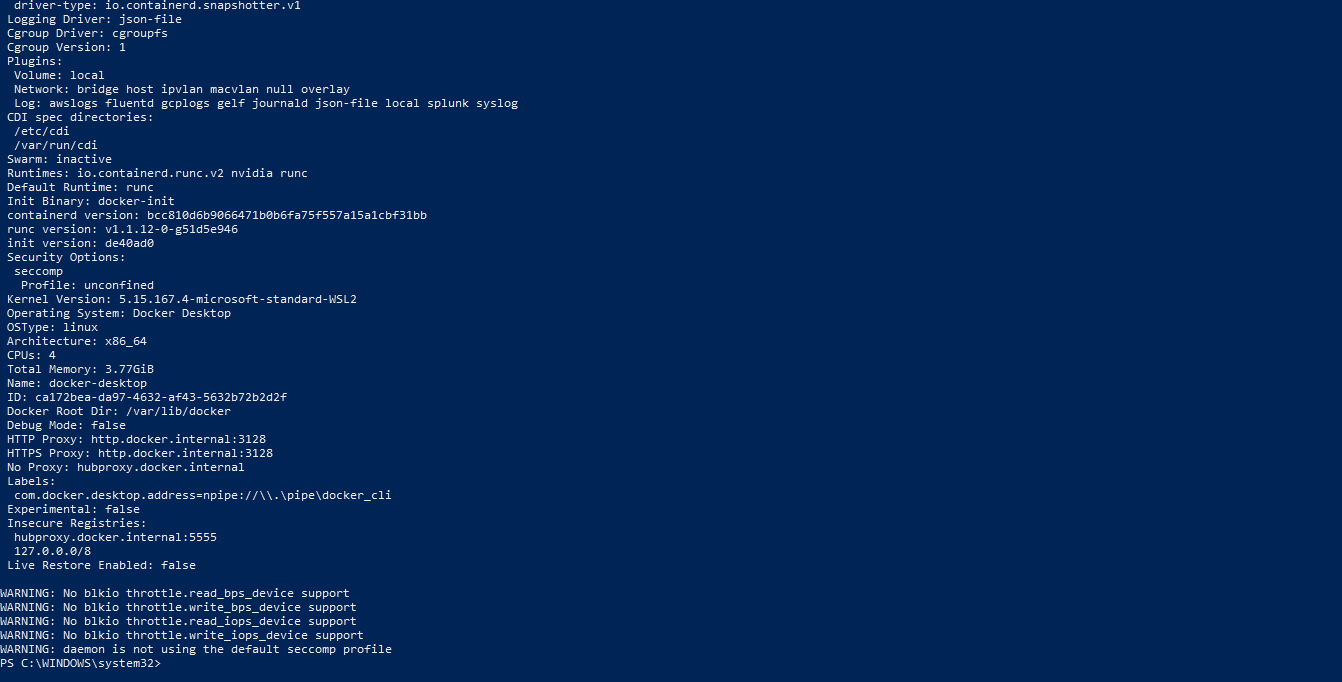 driver-type: io.containerd.snapshotter.v1
Logging Driver: json-file
Cgroup Driver: cgroupfs
Cgroup Version: 1
Plugins:
Volume: local
Network: bridge host ipvlan macvlan null overlay
Log: awslogs fluentd gcplogs gelf journald json-file local splunk syslog
CDI spec directories:
/etc/cdi
/var/run/cdi
Swarm: inactive
Runtimes: io.containerd.runc.v2 nvidia runc
Default Runtime: runc
Init Binary: docker-init
containerd version: bcc810d6b9066471b0b6fa75f557a15a1cbf31bb
runc version: v1.1.12-0-g51d5e946
init version: de40ad0
Security Options:
seccomp
Profile: unconfined
Kernel Version: 5.15.167.4-microsoft-standard-WSL2
Operating System: Docker Desktop
OSType: linux
Architecture: x86_64
CPUs: 4
Total Memory: 3.77GiB
Name: docker-desktop
ID: ca172bea-da97-4632-af43-5632b72b2d2f
Docker Root Dir: /var/lib/docker
Debug Mode: false
HTTP Proxy: http.docker.internal:3128
HTTPS Proxy: http.docker.internal:3128
No Proxy: hubproxy.docker.internal
Labels:
com.docker.desktop.address=npipe://\\.\pipe\docker_cli
Experimental: false
Insecure Registries:
hubproxy.docker.internal:5555
127.0.0.0/8
Live Restore Enabled: false
WARNING: No blkio throttle.read_bps_device support
WARNING: No blkio throttle.write_bps_device support
WARNING: No blkio throttle.read_iops_device support
WARNING: No blkio throttle.write_iops_device support
WARNING: daemon is not using the default seccomp profile
PS C:\WINDOWS\system32>